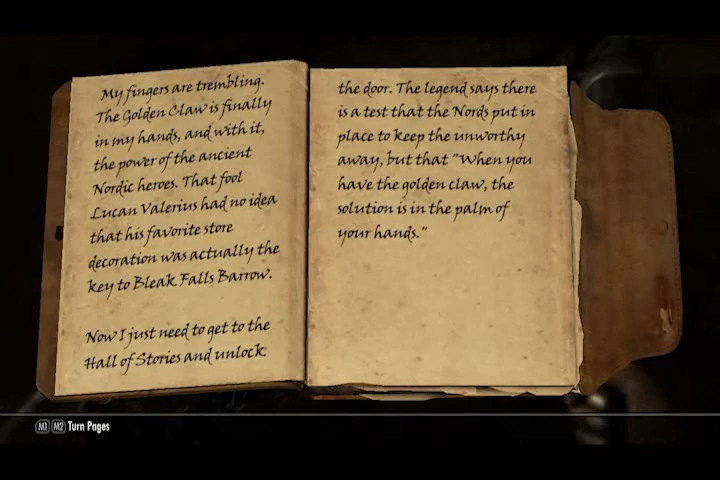 My fingers are trembling.
The Golden Claw is finally
in my hands, and with it,
the power of the ancient
Nordic heroes. That fool
Lucan Valerius had no idea
that his favorite store
decoration was actually the
key to Bleak Falls Barrow.
Now I just need to get to the
Hall of Stories and unlock
the door. The legend says there
is a test that the Nords put in
place to keep the unworthy
away, but that "When you
have the golden claw, the
solution is in the palm of
your hands."
M1 M2 Turn Pages